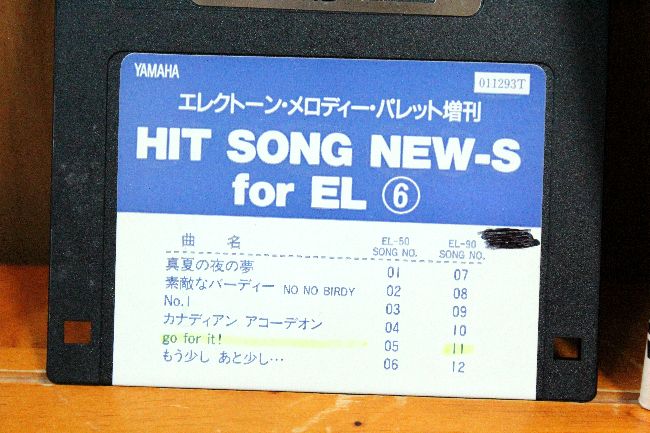 YAMAHA
011293T
エレクトーン・メロディー・パレット増刊
HIT SONG NEW-S
for EL ⑥
曲 名 EL-50 SONG NO. EL-90 SONG NO.
真夏の夜の夢 01 07
素敵なバーディー NO NO BIRDY 02 08
No.1 03 09
カナディアン アコーデオン 04 10
go for it! 05 11
もう少し あと少し… 06 12